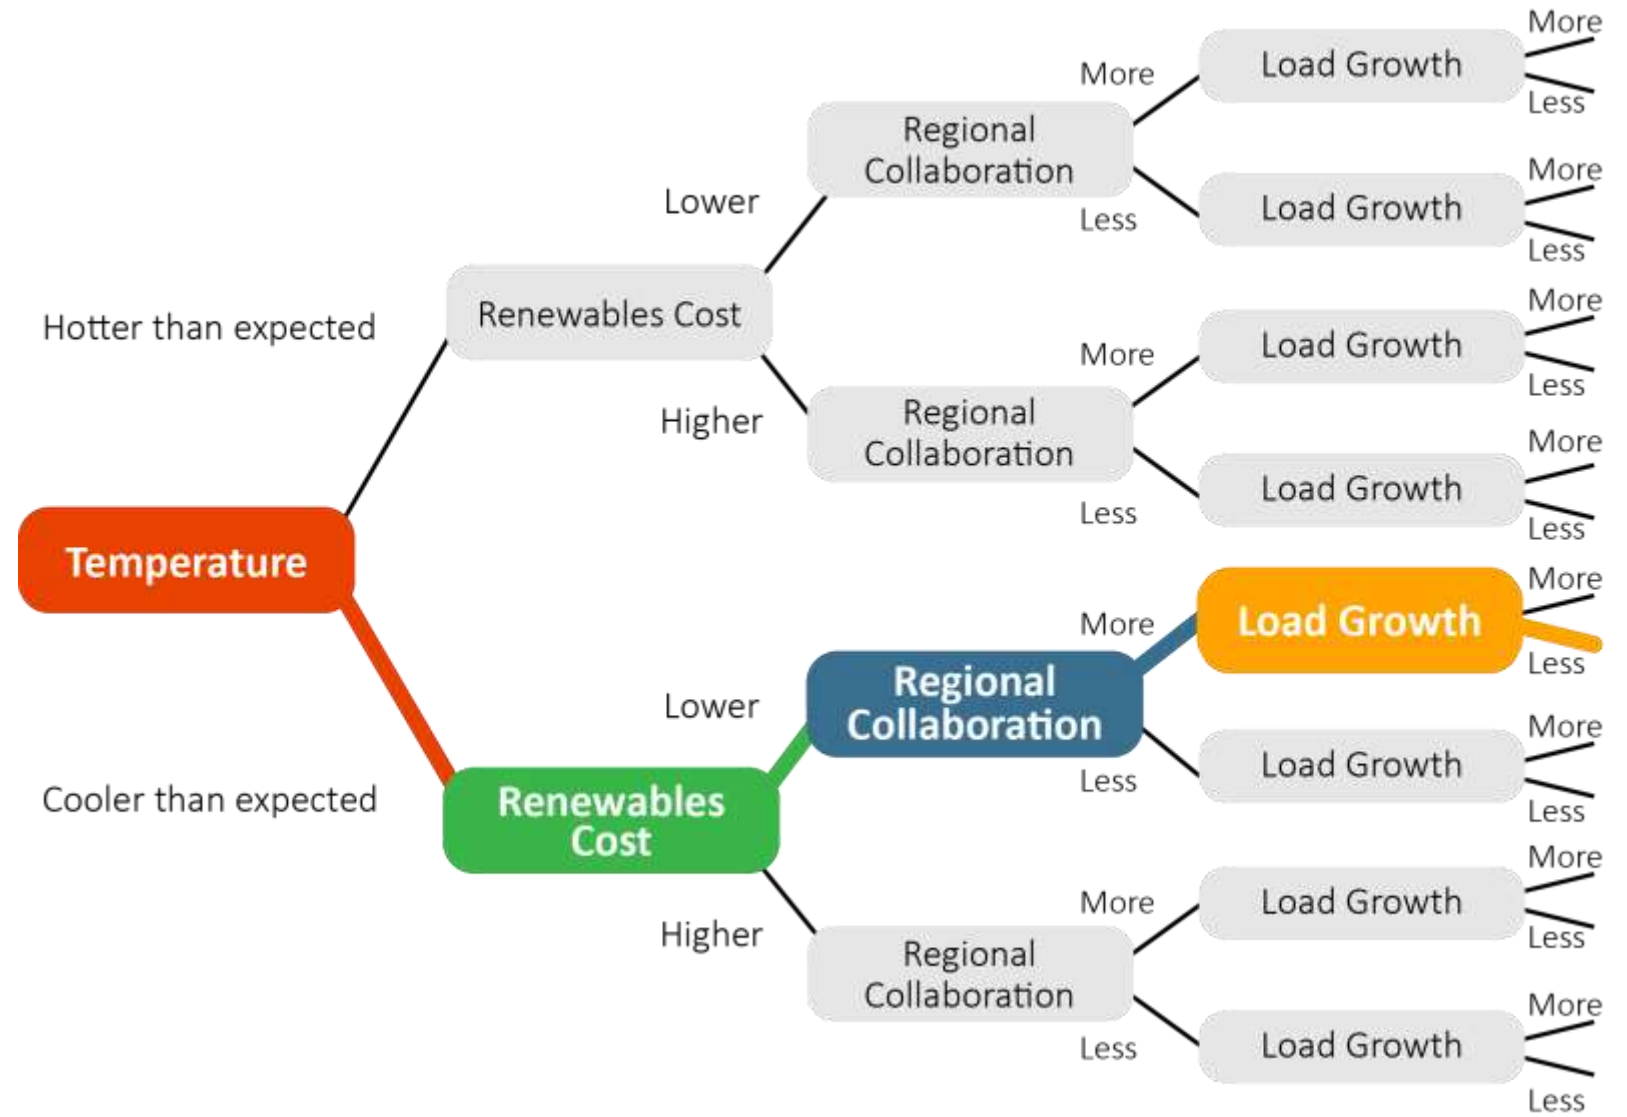 More
Load Growth
More
Less
Regional
Collaboration
More
Lower
Load Growth
Less
Less
Hotter than expected
Renewables Cost
More
More
Load Growth
Less
Higher
Regional
Collaboration
More
Load Growth
Less
Less
Temperature
More
More
Load Growth
Less
Lower
Regional
Collaboration
More
Load Growth
Less
Less
Cooler than expected
Renewables
Cost
More
More
Load Growth
Less
Higher
Regional
Collaboration
More
Less
Load Growth
Less